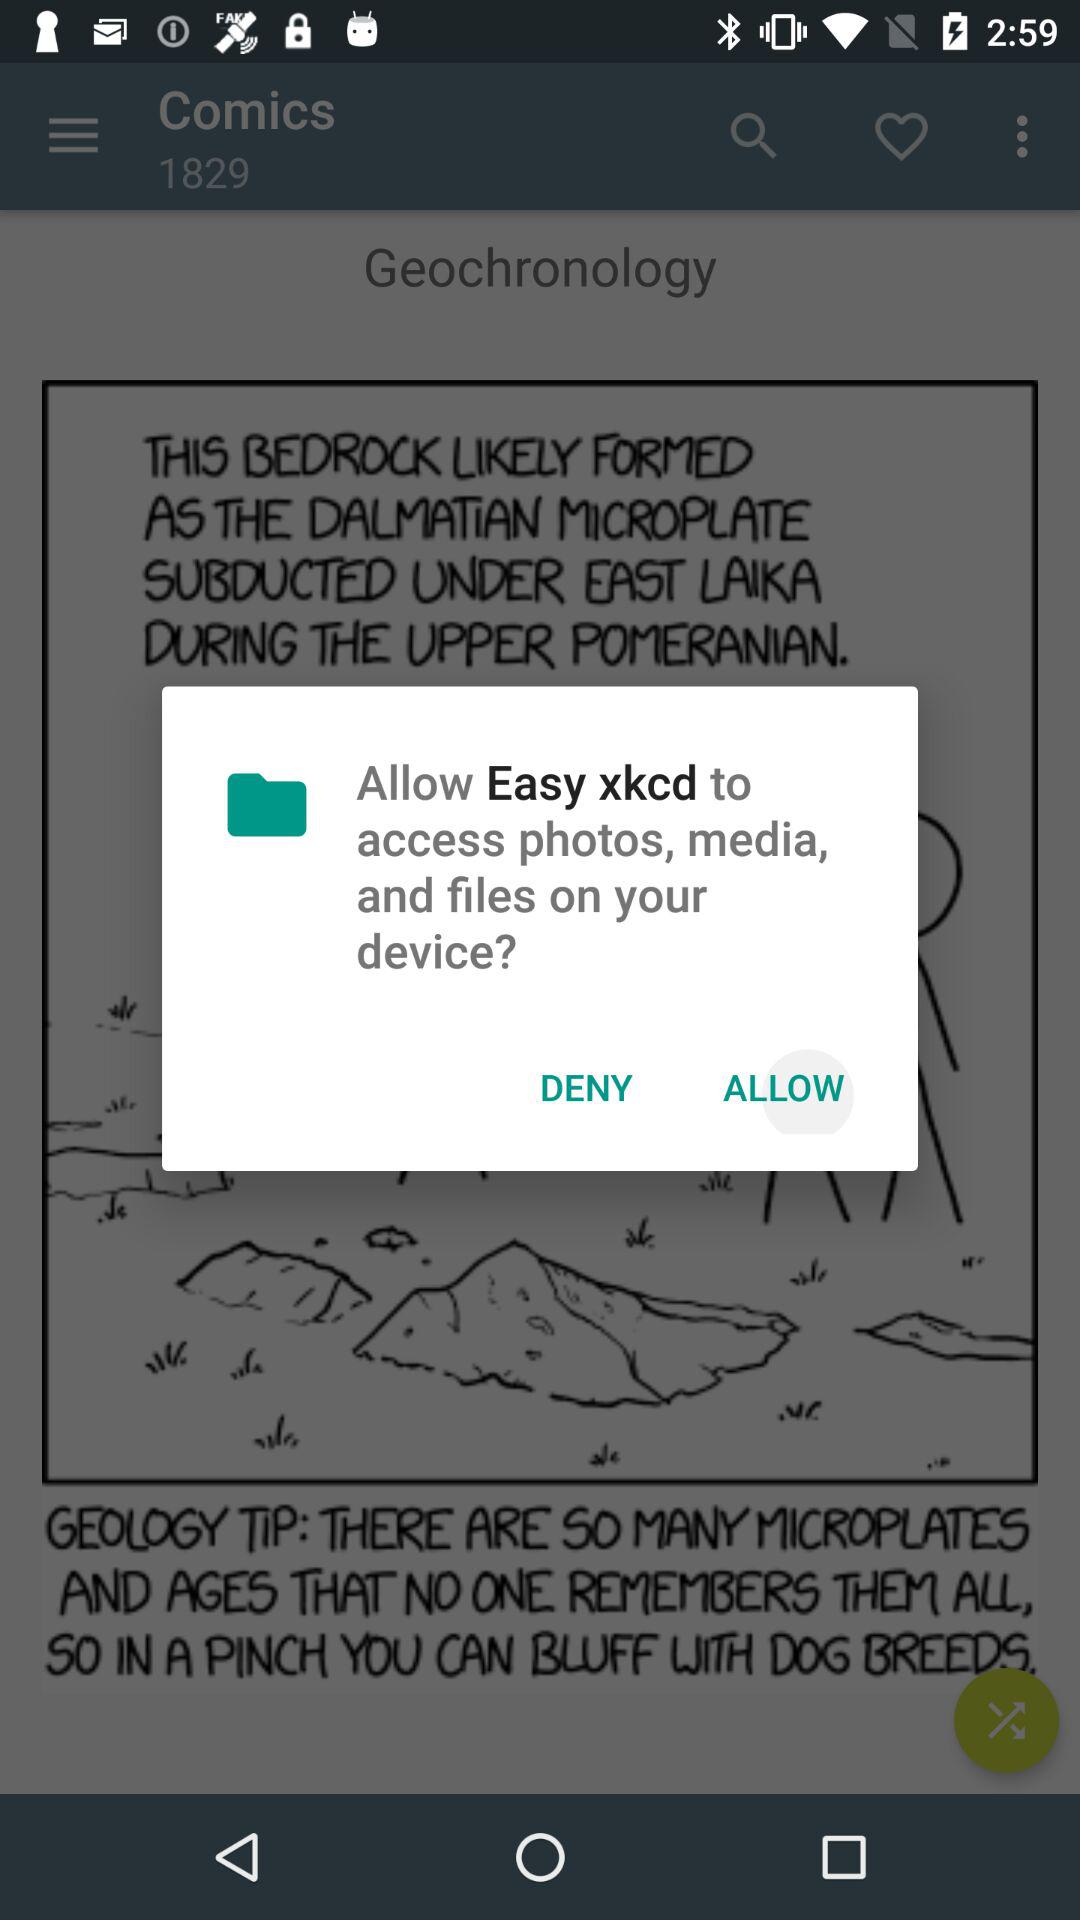 FAKE
2:59
Comics
1829
Geochronology
THIS BEDROCK LIKELY FORMED
AS THE DALMATIAN MICROPLATE
SUBDUCTED UNDER EAST LAIKA
DURING THE UPPER POMERANIAN.
Allow Easy xkcd to
access photos, media,
and files on your
device?
DENY ALLOW
GEOLOGY TIP: THERE ARE SO MANY MICROPLATES
AND AGES THAT NO ONE REMEMBERS THEM ALL,
SO IN A PINCH YOU CAN BLUFF WITH DOG BREEDS.